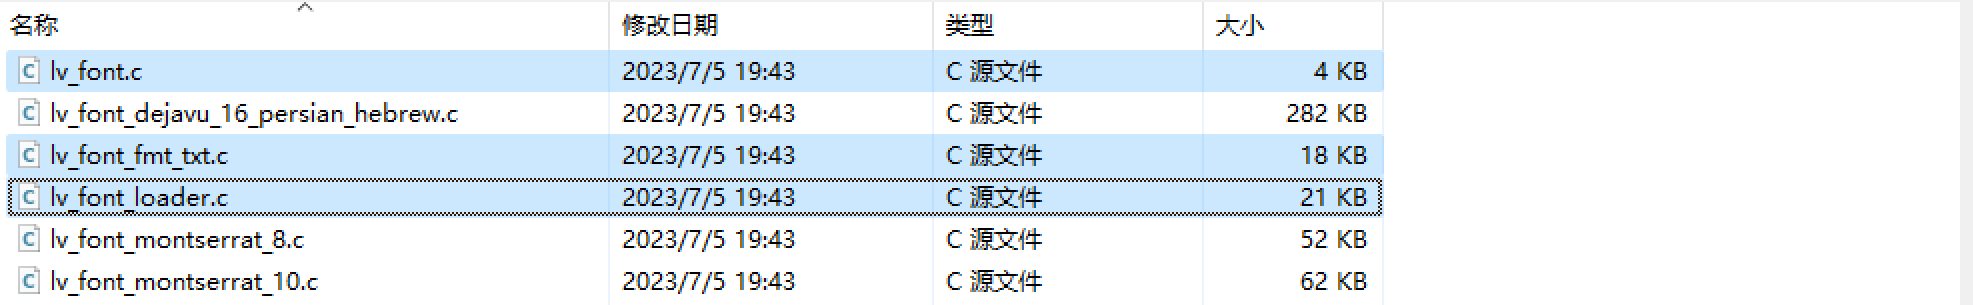 名称 修改日期 类型 大小
lv_font.c 2023/7/5 19:43 C 源文件 4 KB
lv_font_dejavu_16_persian_hebrew.c 2023/7/5 19:43 C 源文件 282 KB
lv_font_fmt_txt.c 2023/7/5 19:43 C 源文件 18 KB
lv_font_loader.c 2023/7/5 19:43 C 源文件 21 KB
lv_font_montserrat_8.c 2023/7/5 19:43 C 源文件 52 KB
lv_font_montserrat_10.c 2023/7/5 19:43 C 源文件 62 KB